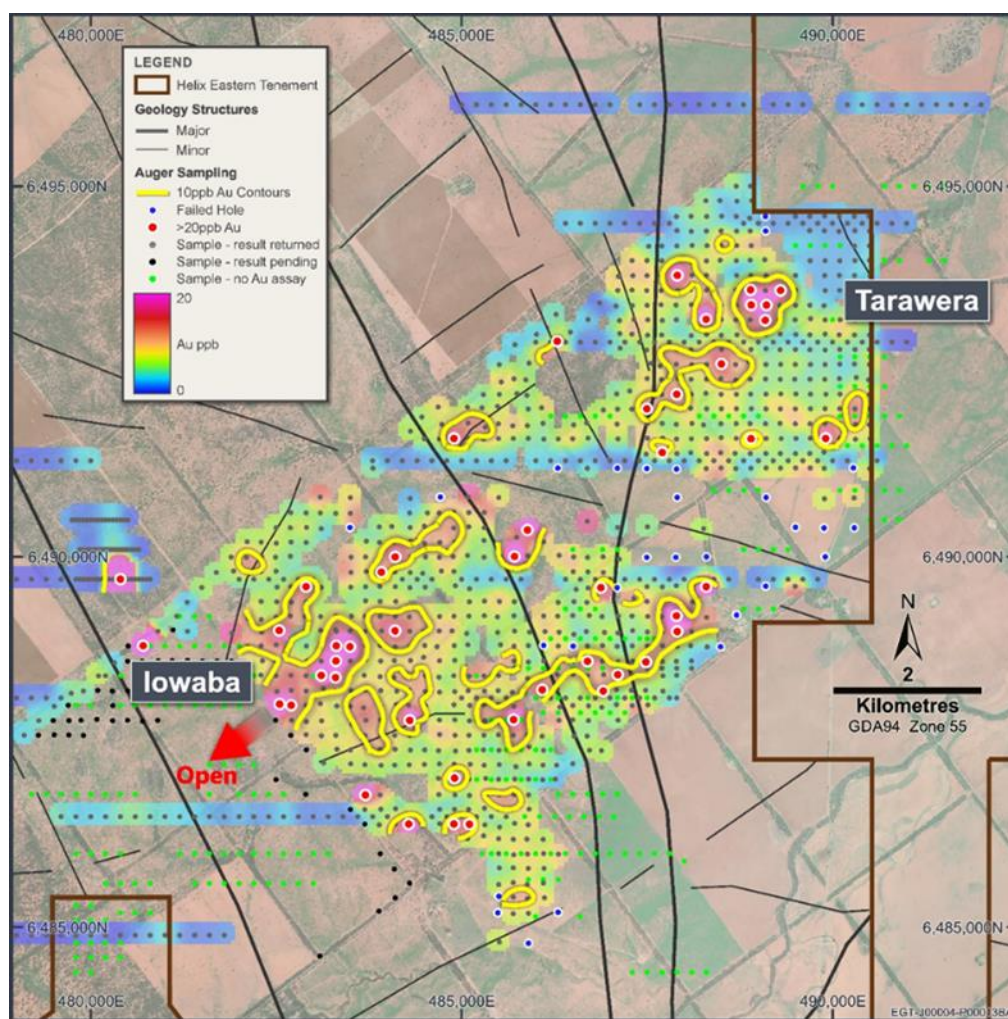 480,000E
485,000E
490,000E
LEGEND
Helix Eastern Tenement
Geology Structures
Major
Minor
Auger Sampling
10ppb Au Contours
Failed Hole
>20ppb Au
Sample - result returned
Sample - result pending
Sample - no Au assay
20
Au ppb
0
6,495,000N
6,495,000N
Tarawera
6,490,000N
6,490,000N
Iowaba
Open
N
2
Kilometres
GDA94 Zone 55
6,485,000N
6,485,000N
480,000E
485,000E
490,000E